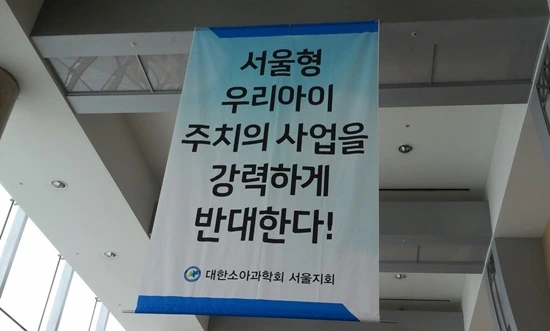 서울형
우리아이
주치의 사업을
강력하게
반대한다!
대한소아과학회 서울지회